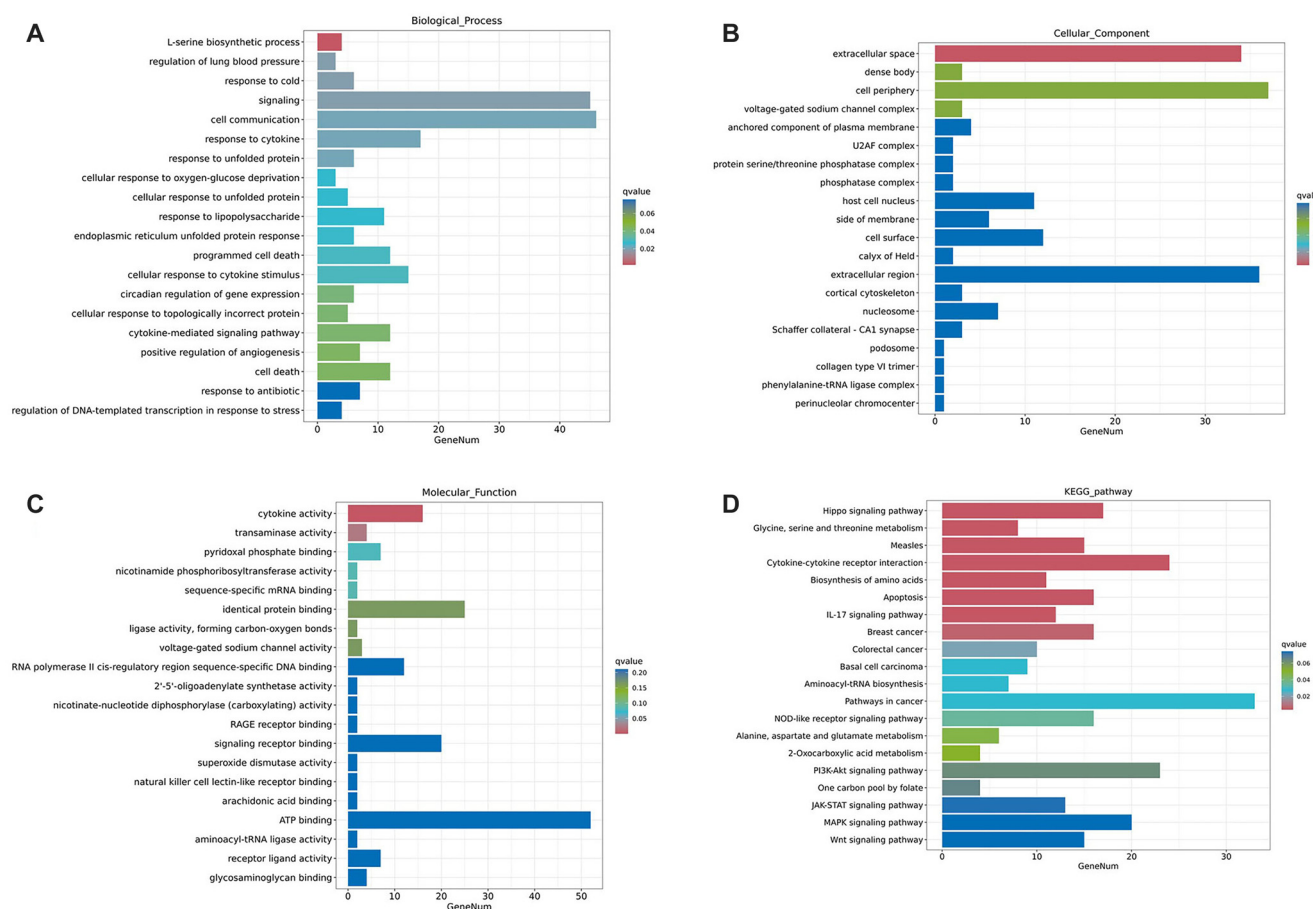 A
Biological_Process
L-serine biosynthetic process
regulation of lung blood pressure
response to cold
signaling
cell communication
response to cytokine
response to unfolded protein
cellular response to oxygen-glucose deprivation
cellular response to unfolded protein
response to lipopolysaccharide
endoplasmic reticulum unfolded protein response
programmed cell death
cellular response to cytokine stimulus
circadian regulation of gene expression
cellular response to topologically incorrect protein
cytokine-mediated signaling pathway
positive regulation of angiogenesis
cell death
response to antibiotic
regulation of DNA-templated transcription in response to stress
0 10 20 30 40
GeneNum
qvalue
0.06
0.04
0.02
B
Cellular_Component
extracellular space
dense body
cell periphery
voltage-gated sodium channel complex
anchored component of plasma membrane
U2AF complex
protein serine/threonine phosphatase complex
phosphatase complex
host cell nucleus
side of membrane
cell surface
calyx of Held
extracellular region
cortical cytoskeleton
nucleosome
Schaffer collateral - CA1 synapse
podosome
collagen type VI trimer
phenylalanine-tRNA ligase complex
perinucleolar chromocenter
0 10 20 30
GeneNum
qval
C
Molecular_Function
cytokine activity
transaminase activity
pyridoxal phosphate binding
nicotinamide phosphoribosyltransferase activity
sequence-specific mRNA binding
identical protein binding
ligase activity, forming carbon-oxygen bonds
voltage-gated sodium channel activity
RNA polymerase II cis-regulatory region sequence-specific DNA binding
2'-5'-oligoadenylate synthetase activity
nicotinate-nucleotide diphosphorylase (carboxylating) activity
RAGE receptor binding
signaling receptor binding
superoxide dismutase activity
natural killer cell lectin-like receptor binding
arachidonic acid binding
ATP binding
aminoacyl-tRNA ligase activity
receptor ligand activity
glycosaminoglycan binding
0 10 20 30 40 50
GeneNum
qvalue
0.20
0.15
0.10
0.05
D
KEGG_pathway
Hippo signaling pathway
Glycine, serine and threonine metabolism
Measles
Cytokine-cytokine receptor interaction
Biosynthesis of amino acids
Apoptosis
IL-17 signaling pathway
Breast cancer
Colorectal cancer
Basal cell carcinoma
Aminoacyl-tRNA biosynthesis
Pathways in cancer
NOD-like receptor signaling pathway
Alanine, aspartate and glutamate metabolism
2-Oxocarboxylic acid metabolism
PI3K-Akt signaling pathway
One carbon pool by folate
JAK-STAT signaling pathway
MAPK signaling pathway
Wnt signaling pathway
0 10 20 30
GeneNum
qvalue
0.06
0.04
0.02